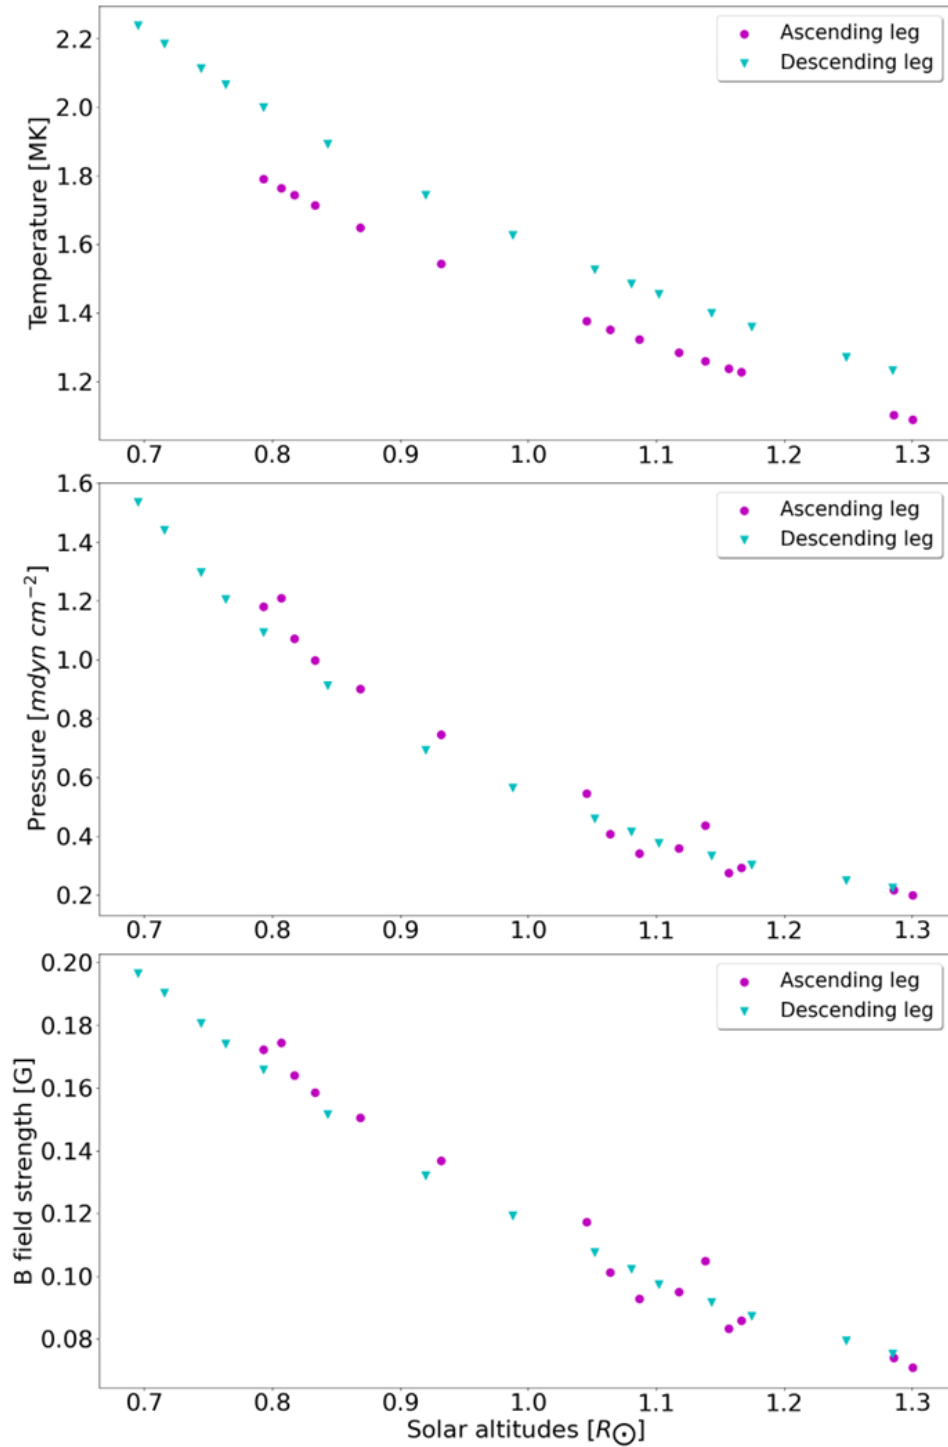 Temperature [MK]
2.2
2.0
1.8
1.6
1.4
1.2
Ascending leg
Descending leg
0.7 0.8 0.9 1.0 1.1 1.2 1.3
Pressure [mdyn cm⁻²]
1.6
1.4
1.2
1.0
0.8
0.6
0.4
0.2
Ascending leg
Descending leg
0.7 0.8 0.9 1.0 1.1 1.2 1.3
B field strength [G]
0.20
0.18
0.16
0.14
0.12
0.10
0.08
Ascending leg
Descending leg
0.7 0.8 0.9 1.0 1.1 1.2 1.3
Solar altitudes [R☉]